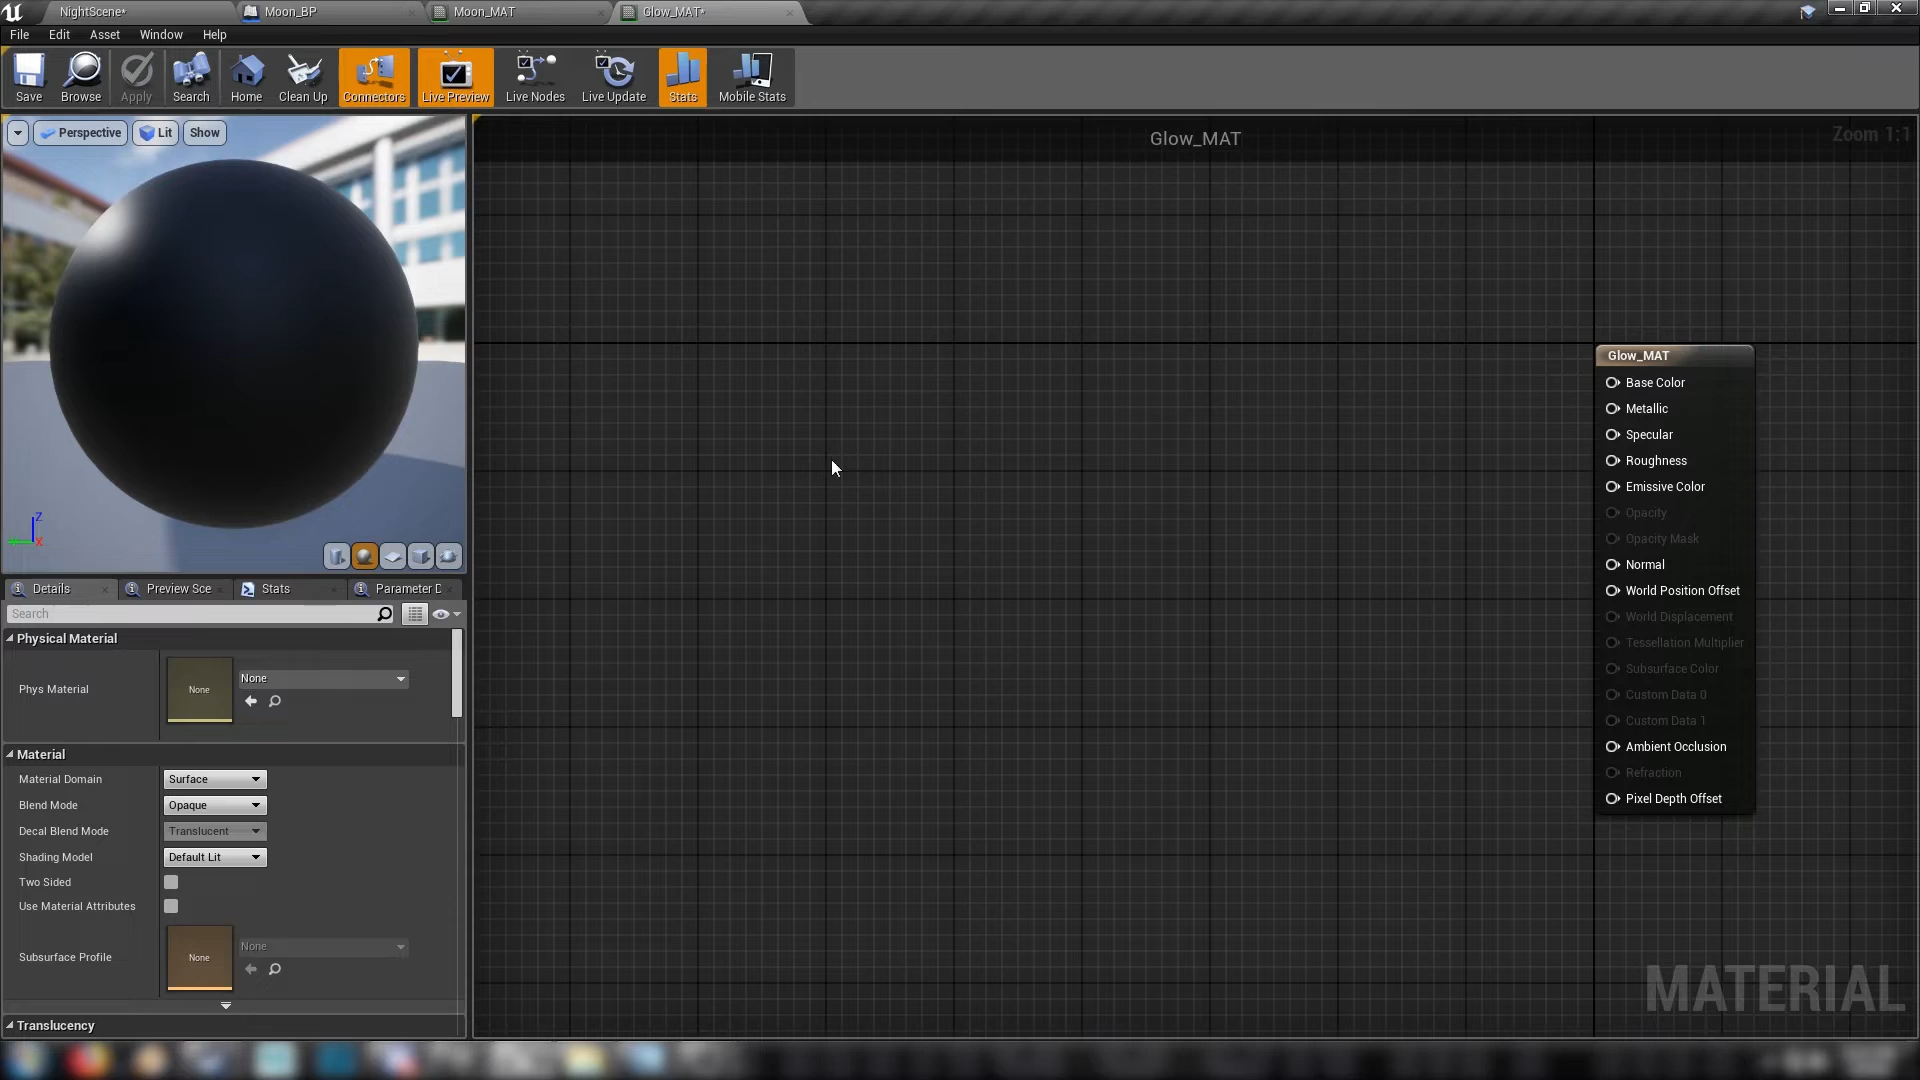 NightScene*
Moon_BP
Moon_MAT
Glow_MAT*
File
Edit
Asset
Window
Help
Save
Browse
Apply
Search
Home
Clean Up
Connectors
Live Preview
Live Nodes
Live Update
Stats
Mobile Stats
Perspective
Lit
Show
Glow_MAT
Zoom 1:1
Z
X
Glow_MAT
Base Color
Metallic
Specular
Roughness
Emissive Color
Opacity
Opacity Mask
Normal
World Position Offset
World Displacement
Tessellation Multiplier
Subsurface Color
Custom Data 0
Custom Data 1
Ambient Occlusion
Refraction
Pixel Depth Offset
MATERIAL
Details
Preview Sce
Stats
Parameter D
Search
Physical Material
Phys Material
None
None
Material
Material Domain
Surface
Blend Mode
Opaque
Decal Blend Mode
Translucent
Shading Model
Default Lit
Two Sided
Use Material Attributes
Subsurface Profile
None
None
Translucency